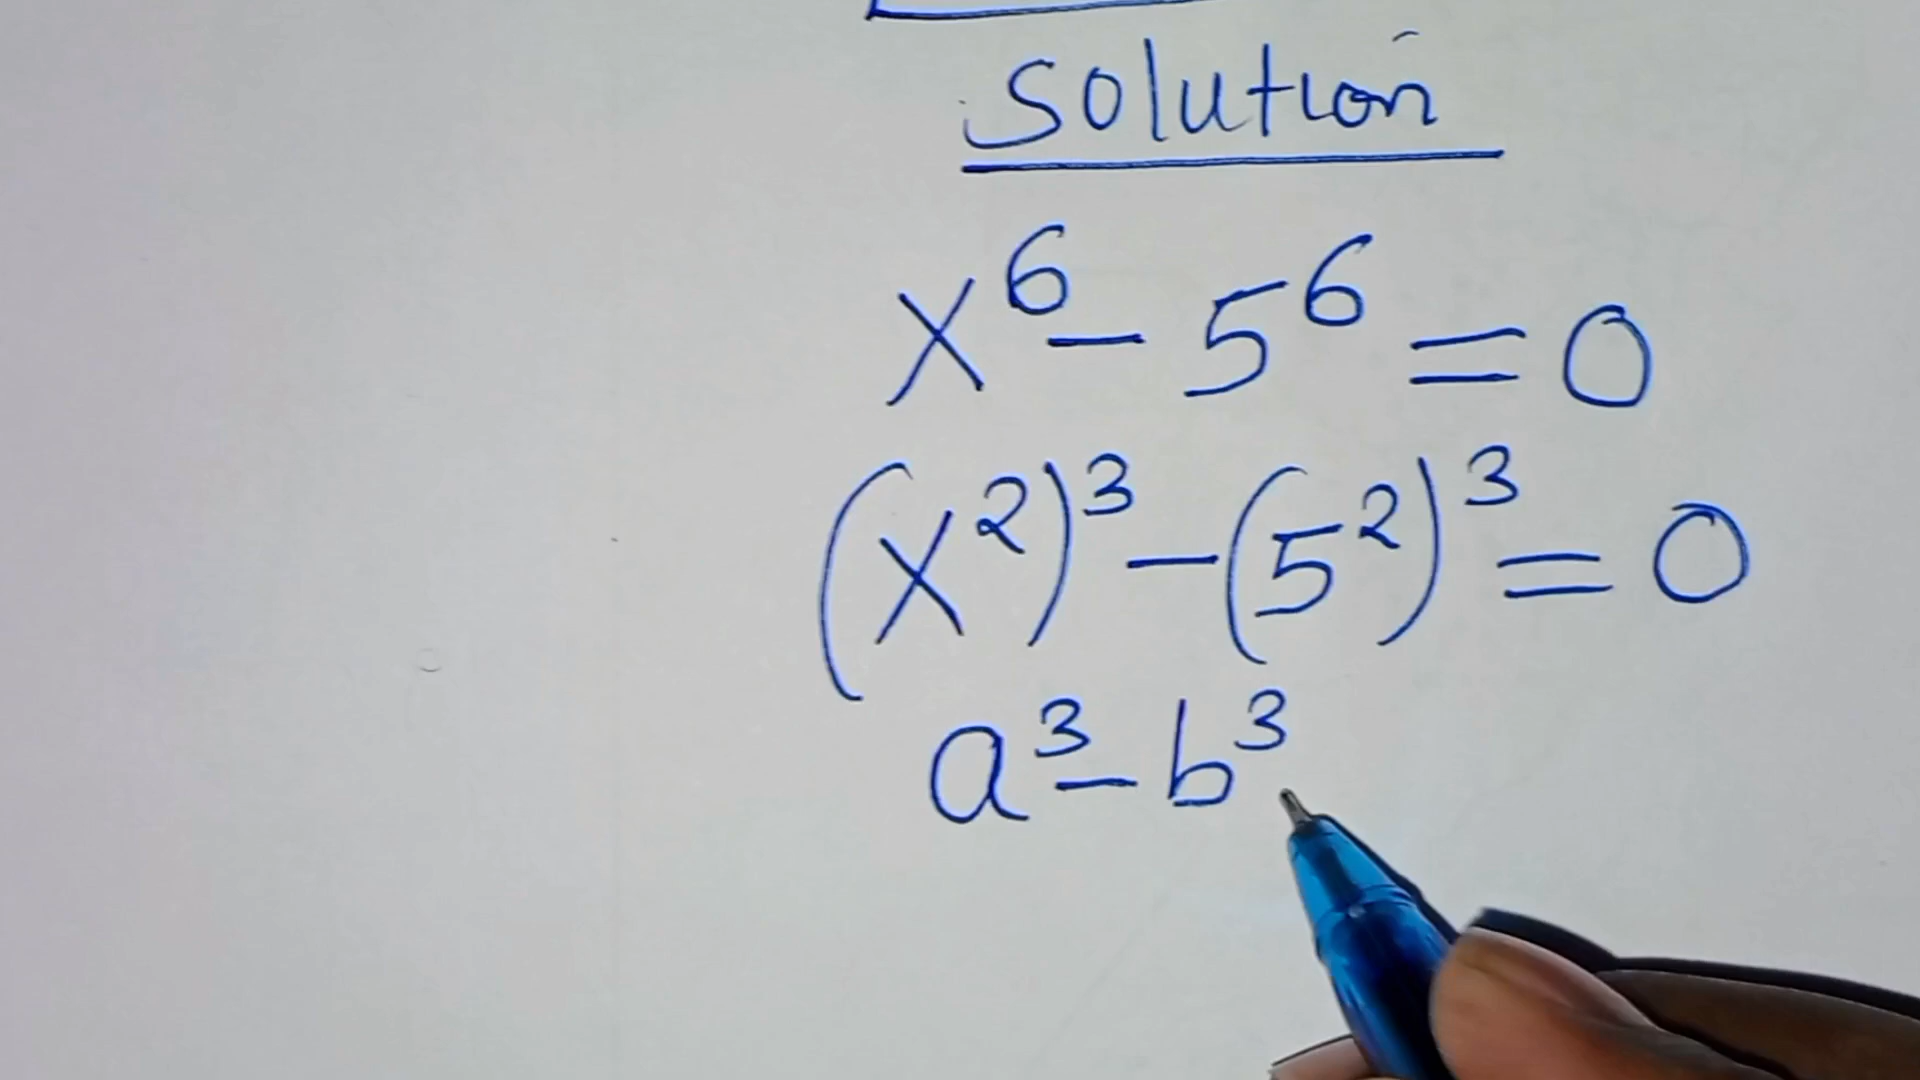 Solution
x⁶ - 5⁶ = 0
(x²)³ - (5²)³ = 0
a³ - b³